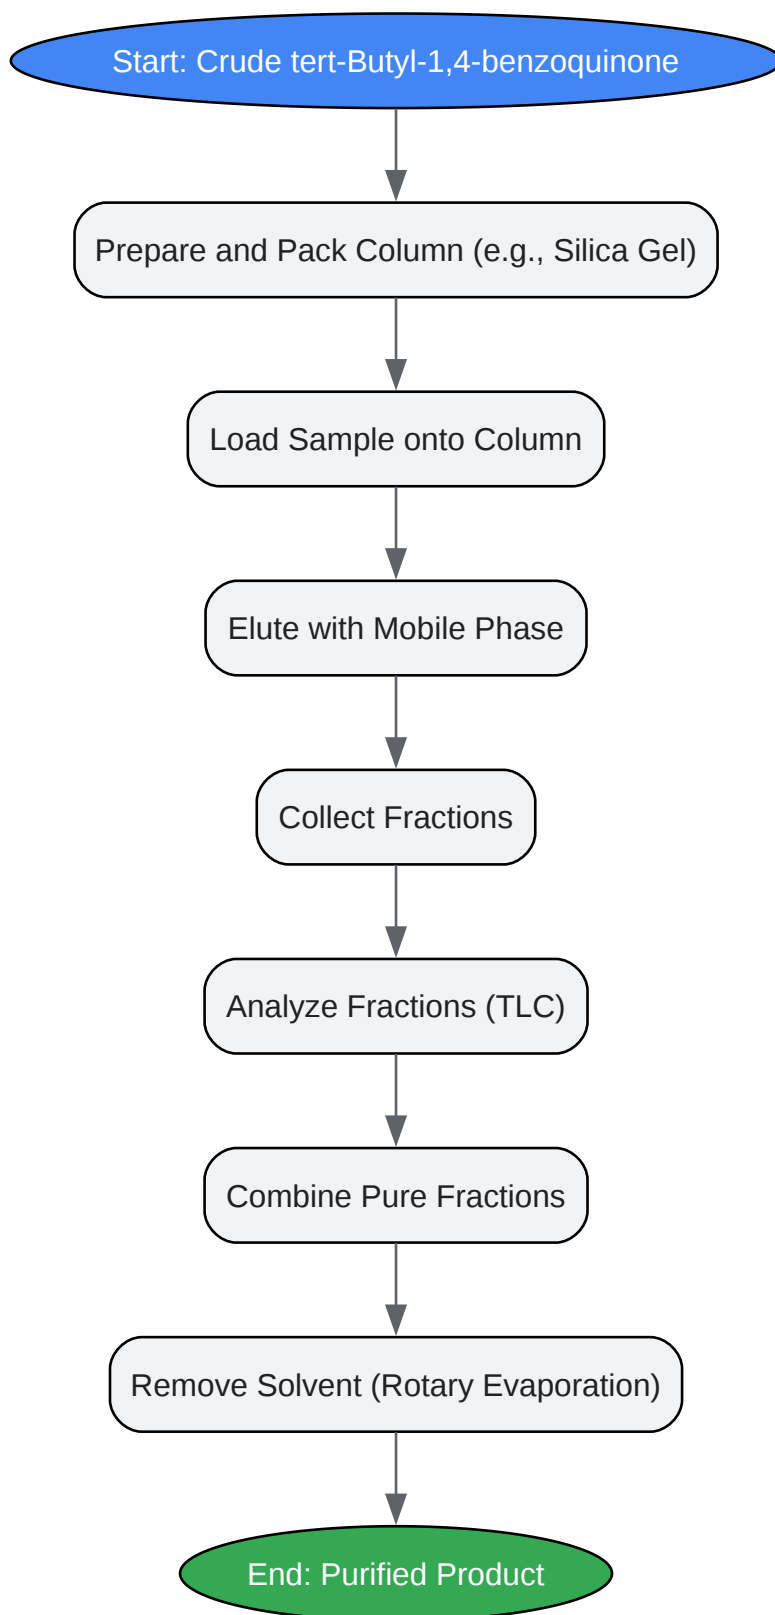 Start: Crude tert-Butyl-1,4-benzoquinone
Prepare and Pack Column (e.g., Silica Gel)
Load Sample onto Column
Elute with Mobile Phase
Collect Fractions
Analyze Fractions (TLC)
Combine Pure Fractions
Remove Solvent (Rotary Evaporation)
End: Purified Product